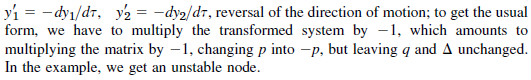 y₁′ = −dy₁/dτ, y₂′ = −dy₂/dτ, reversal of the direction of motion; to get the usual
form, we have to multiply the transformed system by −1, which amounts to
multiplying the matrix by −1, changing p into −p, but leaving q and Δ unchanged.
In the example, we get an unstable node.